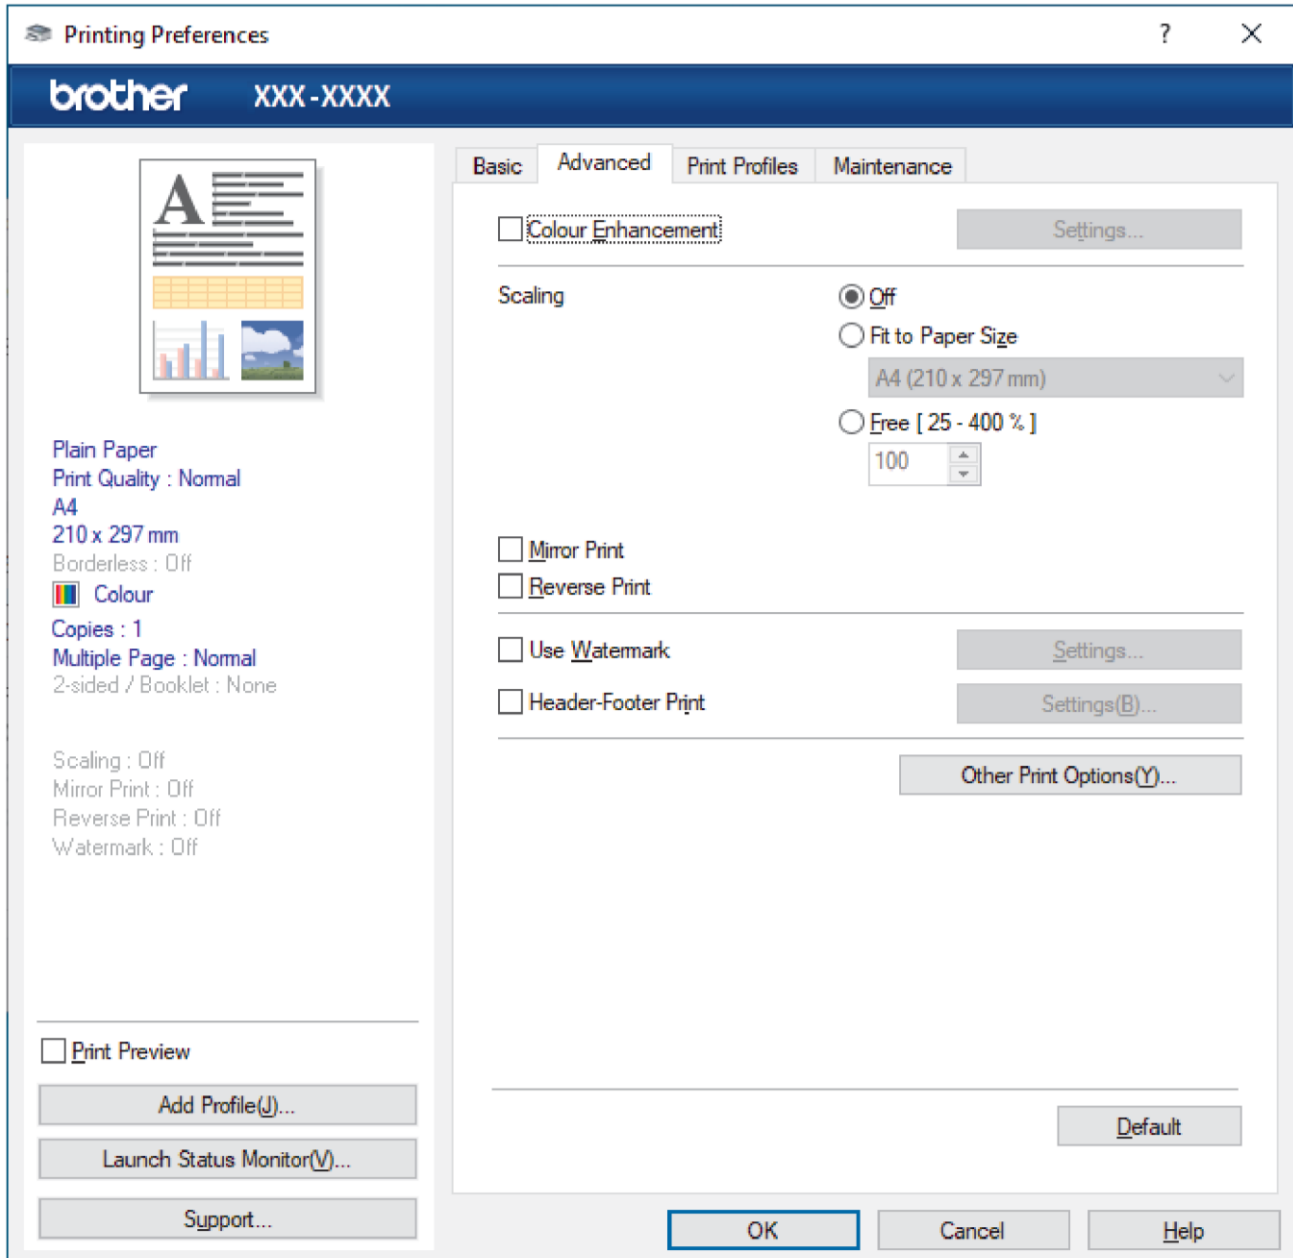 Printing Preferences
?
brother XXX-XXXX
A
Plain Paper
Print Quality : Normal
A4
210 x 297 mm
Borderless : Off
Colour
Copies : 1
Multiple Page : Normal
2-sided / Booklet : None
Scaling : Off
Mirror Print : Off
Reverse Print : Off
Watermark : Off
Print Preview
Add Profile(J)...
Launch Status Monitor(V)...
Support...
Basic Advanced Print Profiles Maintenance
Colour Enhancement Settings...
Scaling Off
Fit to Paper Size
A4 (210 x 297 mm)
Free [ 25 - 400 % ]
100
Mirror Print
Reverse Print
Use Watermark Settings...
Header-Footer Print Settings(B)...
Other Print Options(Y)...
Default
OK Cancel Help